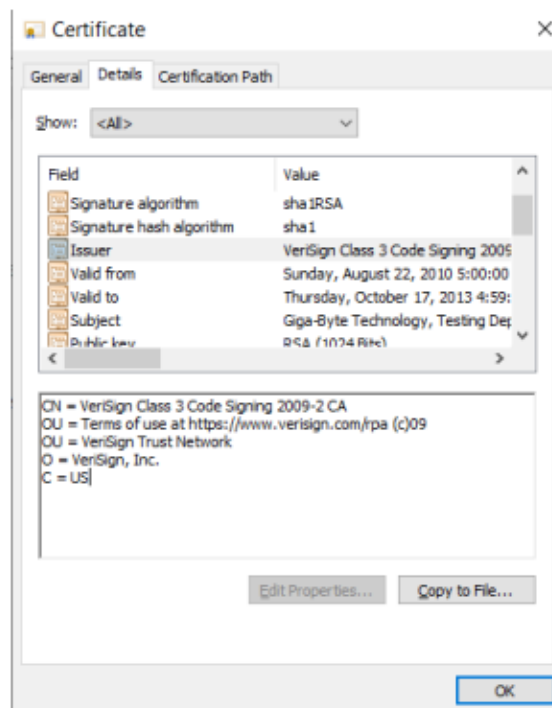 Certificate
General Details Certification Path
Show: <All>
Field Value
Signature algorithm sha1RSA
Signature hash algorithm sha1
Issuer VeriSign Class 3 Code Signing 2009
Valid from Sunday, August 22, 2010 5:00:00
Valid to Thursday, October 17, 2013 4:59:
Subject Giga-Byte Technology, Testing Dep
Public key RSA (1024 Bits)
CN = VeriSign Class 3 Code Signing 2009-2 CA
OU = Terms of use at https://www.verisign.com/rpa (c)09
OU = VeriSign Trust Network
O = VeriSign, Inc.
C = US
Edit Properties... Copy to File...
OK